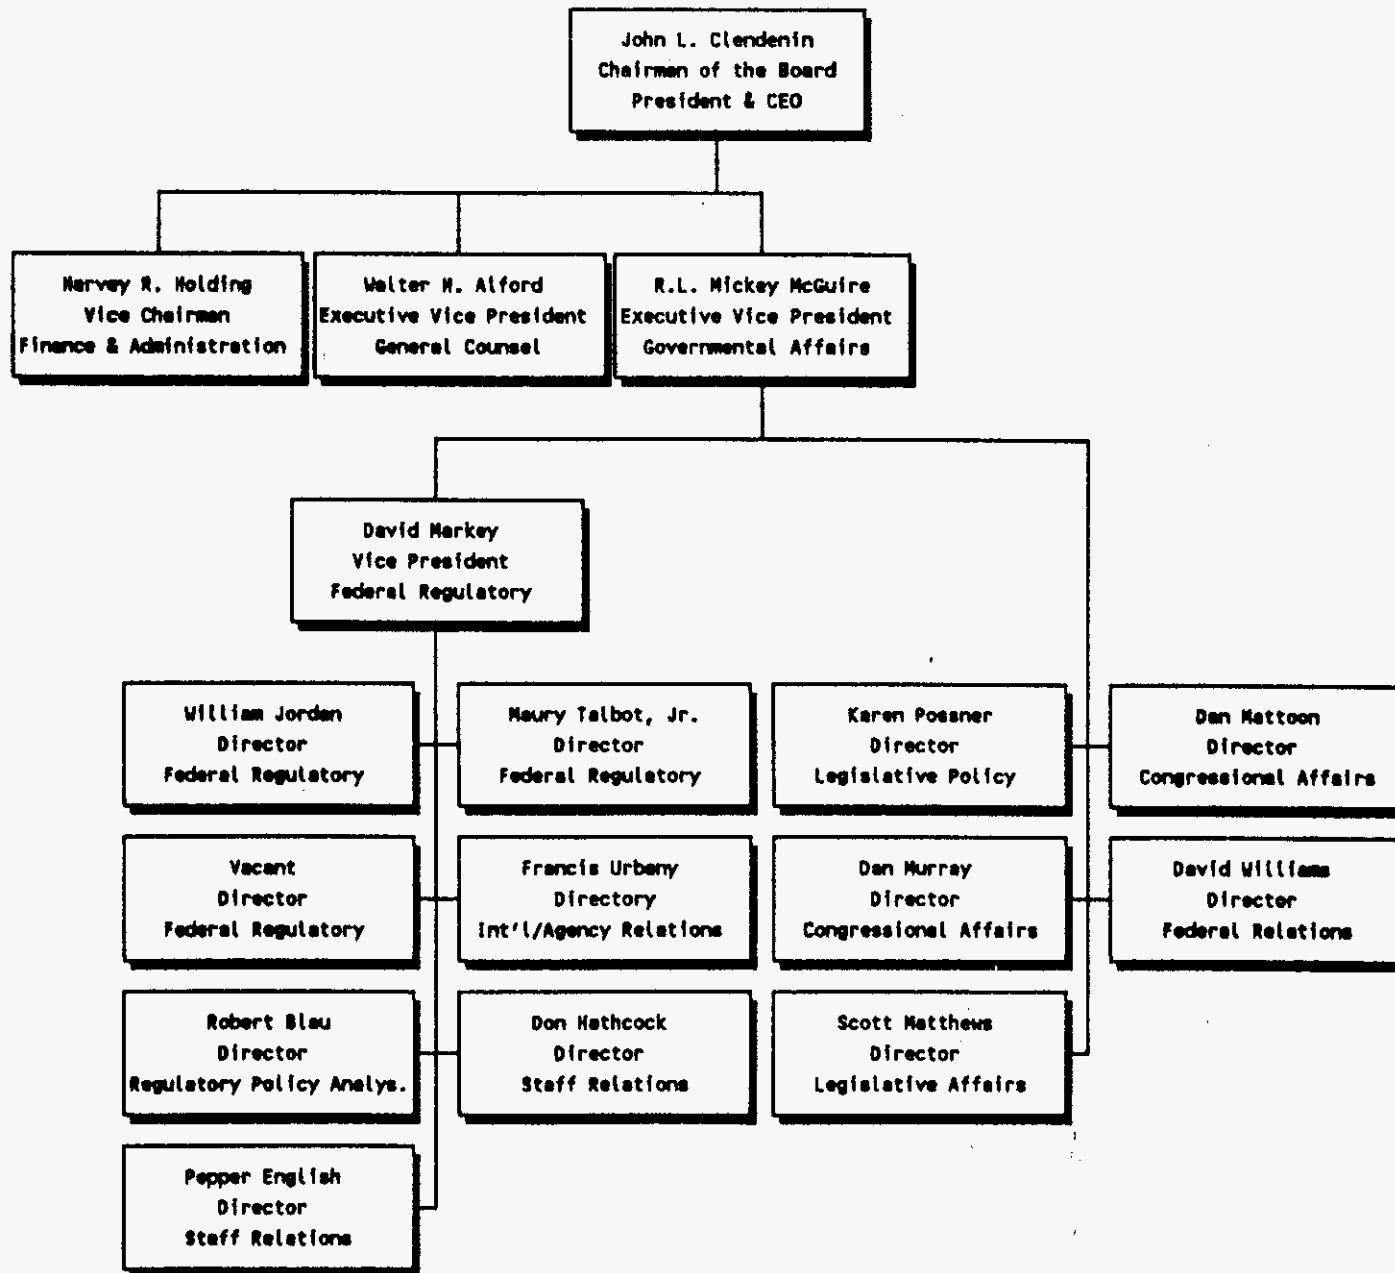 John L. Clendenin
Chairman of the Board
President & CEO
Harvey R. Holding
Vice Chairman
Finance & Administration
Walter H. Alford
Executive Vice President
General Counsel
R.L. Mickey McGuire
Executive Vice President
Governmental Affairs
David Markey
Vice President
Federal Regulatory
William Jordan
Director
Federal Regulatory
Maury Talbot, Jr.
Director
Federal Regulatory
Karen Possner
Director
Legislative Policy
Dan Mattoon
Director
Congressional Affairs
Vacant
Director
Federal Regulatory
Francis Urbany
Directory
Int'l/Agency Relations
Dan Murray
Director
Congressional Affairs
David Williams
Director
Federal Relations
Robert Blau
Director
Regulatory Policy Analys.
Don Hathcock
Director
Staff Relations
Scott Matthews
Director
Legislative Affairs
Pepper English
Director
Staff Relations